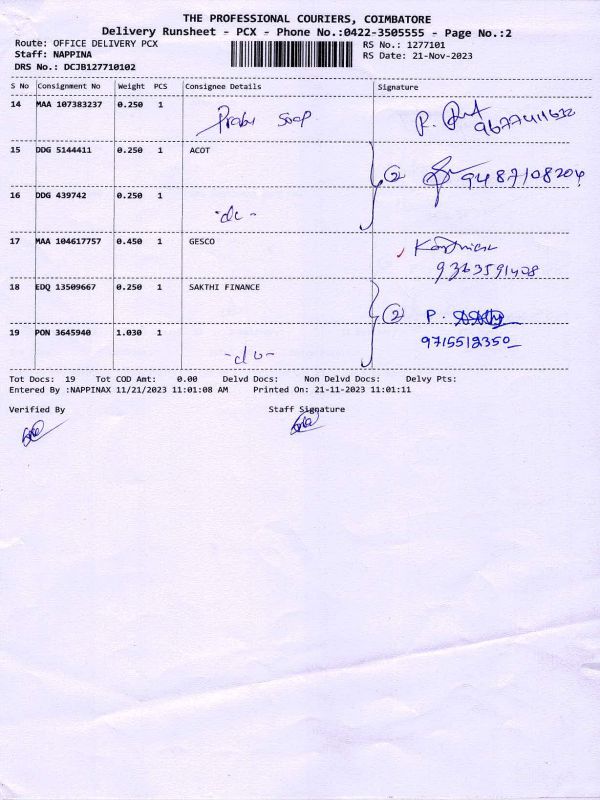 THE PROFESSIONAL COURIERS, COIMBATORE
Delivery Runsheet - PCX - Phone No.:0422-3505555 - Page No.:2
Route: OFFICE DELIVERY PCX RS No.: 1277101
Staff: NAPPINA RS Date: 21-Nov-2023
DRS No.: DCJB127710102
S No Consignment No Weight PCS Consignee Details Signature
14 MAA 107383237 0.250 1 Prabu Soap P.
15 DDG 5144411 0.250 1 ACOT (2) 9487108204
16 DDG 439742 0.250 1 -do-
17 MAA 104617757 0.450 1 GESCO
9363591408
18 EDQ 13509667 0.250 1 SAKTHI FINANCE (2) P.
19 PON 3645940 1.030 1 -do- 9715512350
Tot Docs: 19 Tot COD Amt: 0.00 Delvd Docs: Non Delvd Docs: Delvy Pts:
Entered By :NAPPINAX 11/21/2023 11:01:08 AM Printed On: 21-11-2023 11:01:11
Verified By Staff Signature